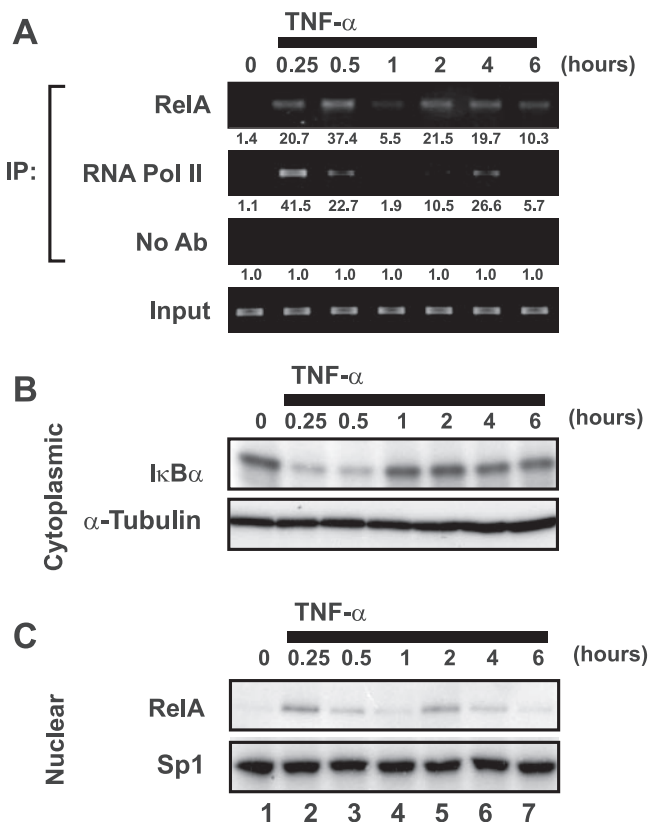 A
TNF-α
0 0.25 0.5 1 2 4 6 (hours)
IP:
RelA
1.4 20.7 37.4 5.5 21.5 19.7 10.3
RNA Pol II
1.1 41.5 22.7 1.9 10.5 26.6 5.7
No Ab
1.0 1.0 1.0 1.0 1.0 1.0 1.0
Input
B
TNF-α
0 0.25 0.5 1 2 4 6 (hours)
Cytoplasmic
IκBα
α-Tubulin
C
TNF-α
0 0.25 0.5 1 2 4 6 (hours)
Nuclear
RelA
Sp1
1 2 3 4 5 6 7